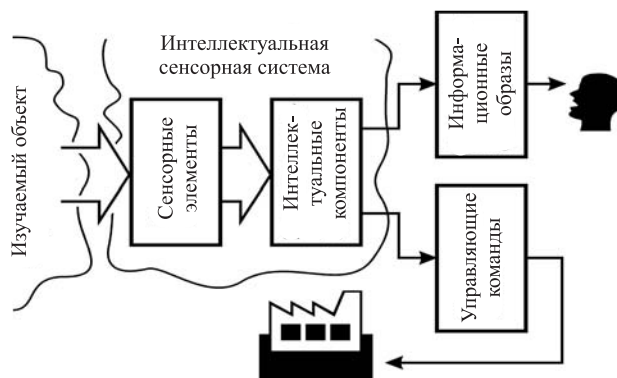 Интеллектуальная
сенсорная система
Изучаемый объект
Сенсорные
элементы
Интеллек-
туальные
компоненты
Информа-
ционные
образы
Управляющие
команды